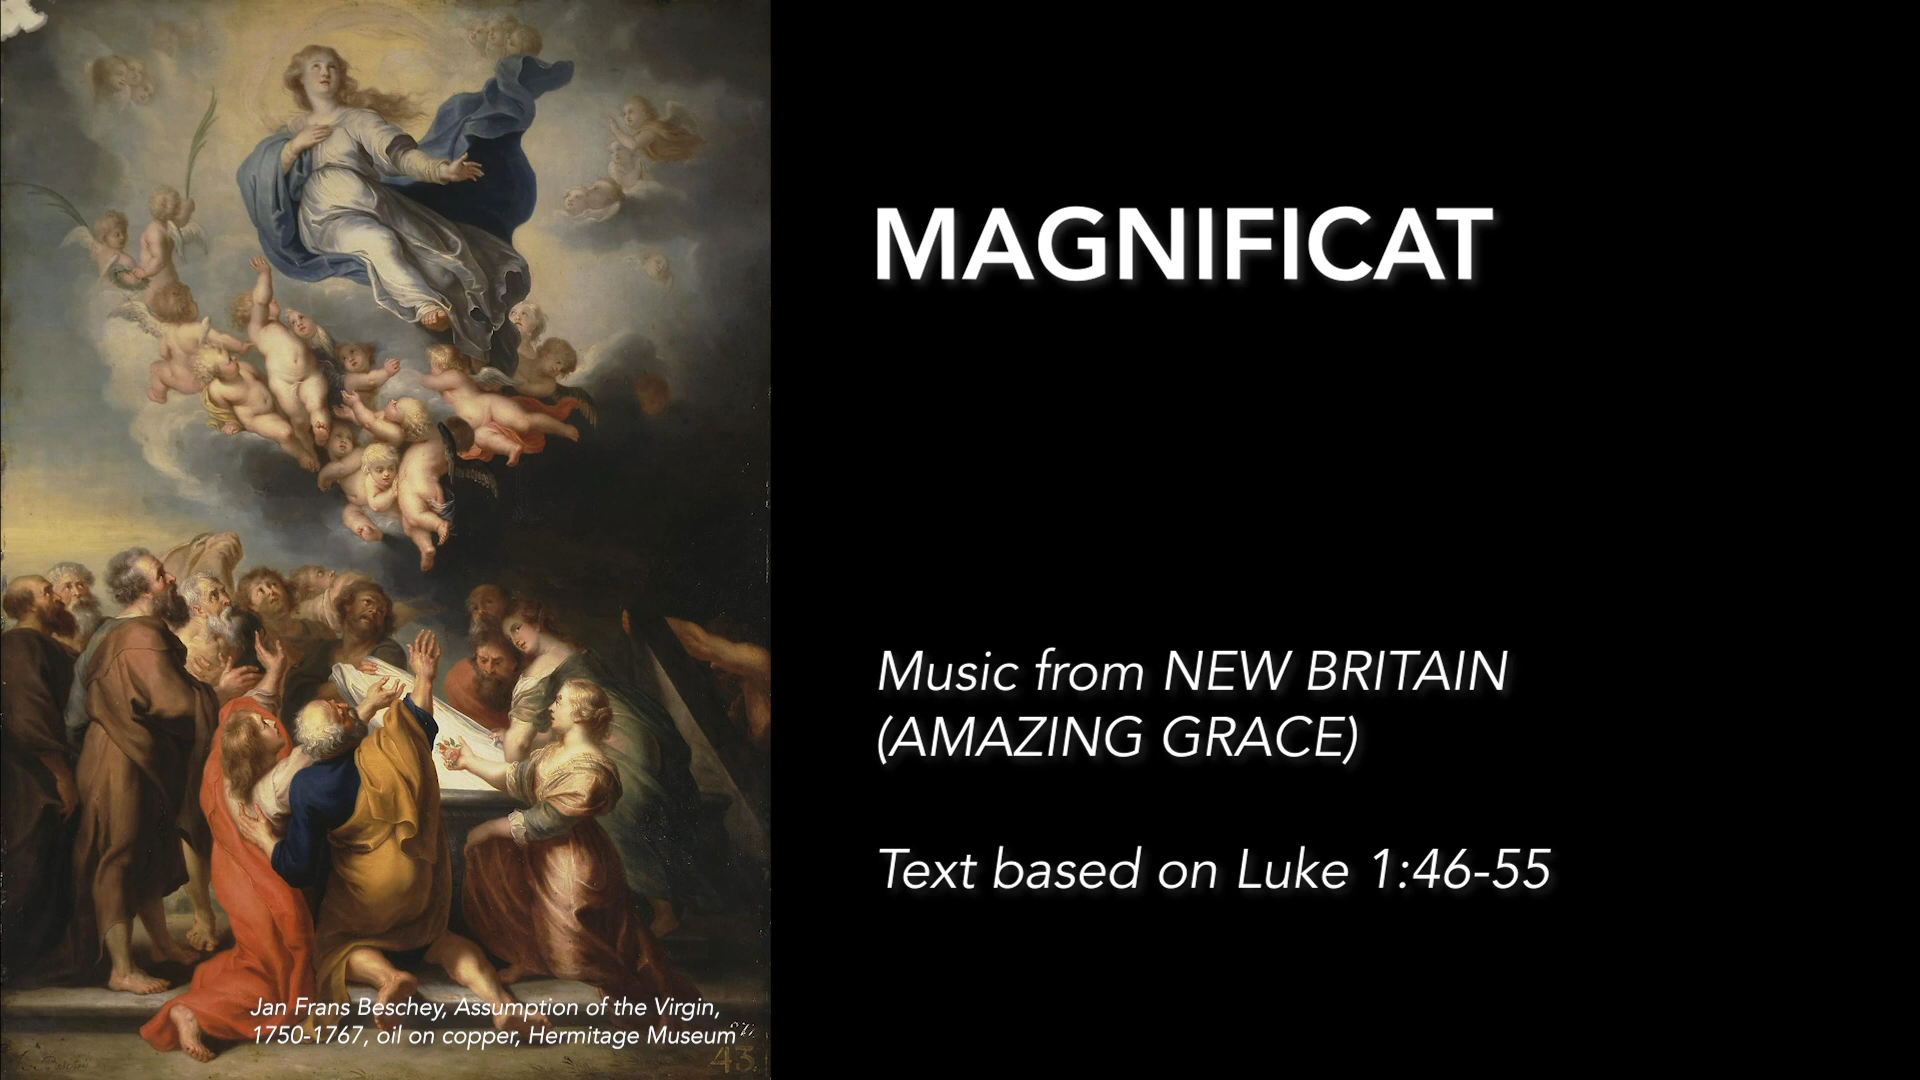 MAGNIFICAT
Music from NEW BRITAIN
(AMAZING GRACE)
Text based on Luke 1:46-55
Jan Frans Beschey, Assumption of the Virgin,
1750-1767, oil on copper, Hermitage Museum
43.